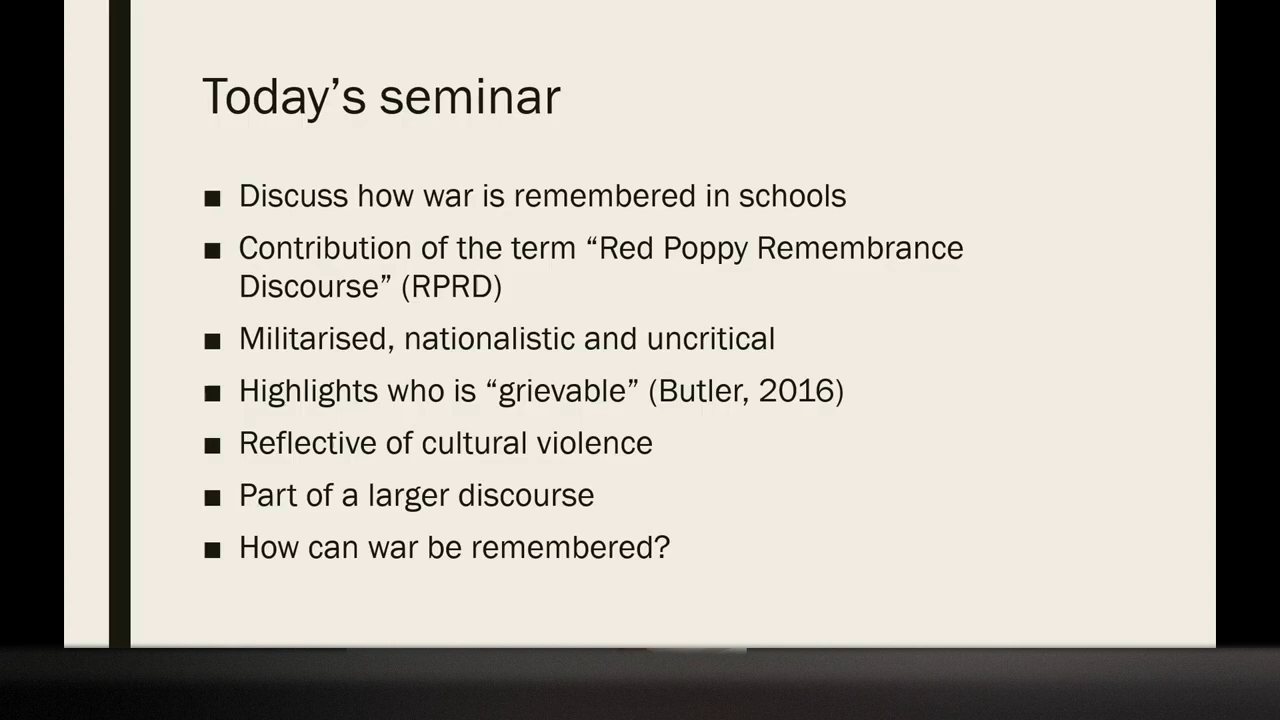 Today’s seminar
■ Discuss how war is remembered in schools
■ Contribution of the term “Red Poppy Remembrance
Discourse” (RPRD)
■ Militarised, nationalistic and uncritical
■ Highlights who is “grievable” (Butler, 2016)
■ Reflective of cultural violence
■ Part of a larger discourse
■ How can war be remembered?